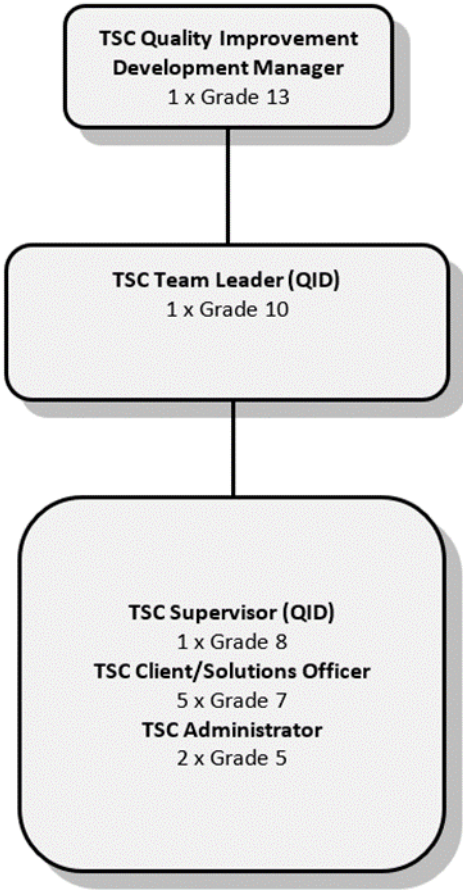 TSC Quality Improvement
Development Manager
1 x Grade 13
TSC Team Leader (QID)
1 x Grade 10
TSC Supervisor (QID)
1 x Grade 8
TSC Client/Solutions Officer
5 x Grade 7
TSC Administrator
2 x Grade 5